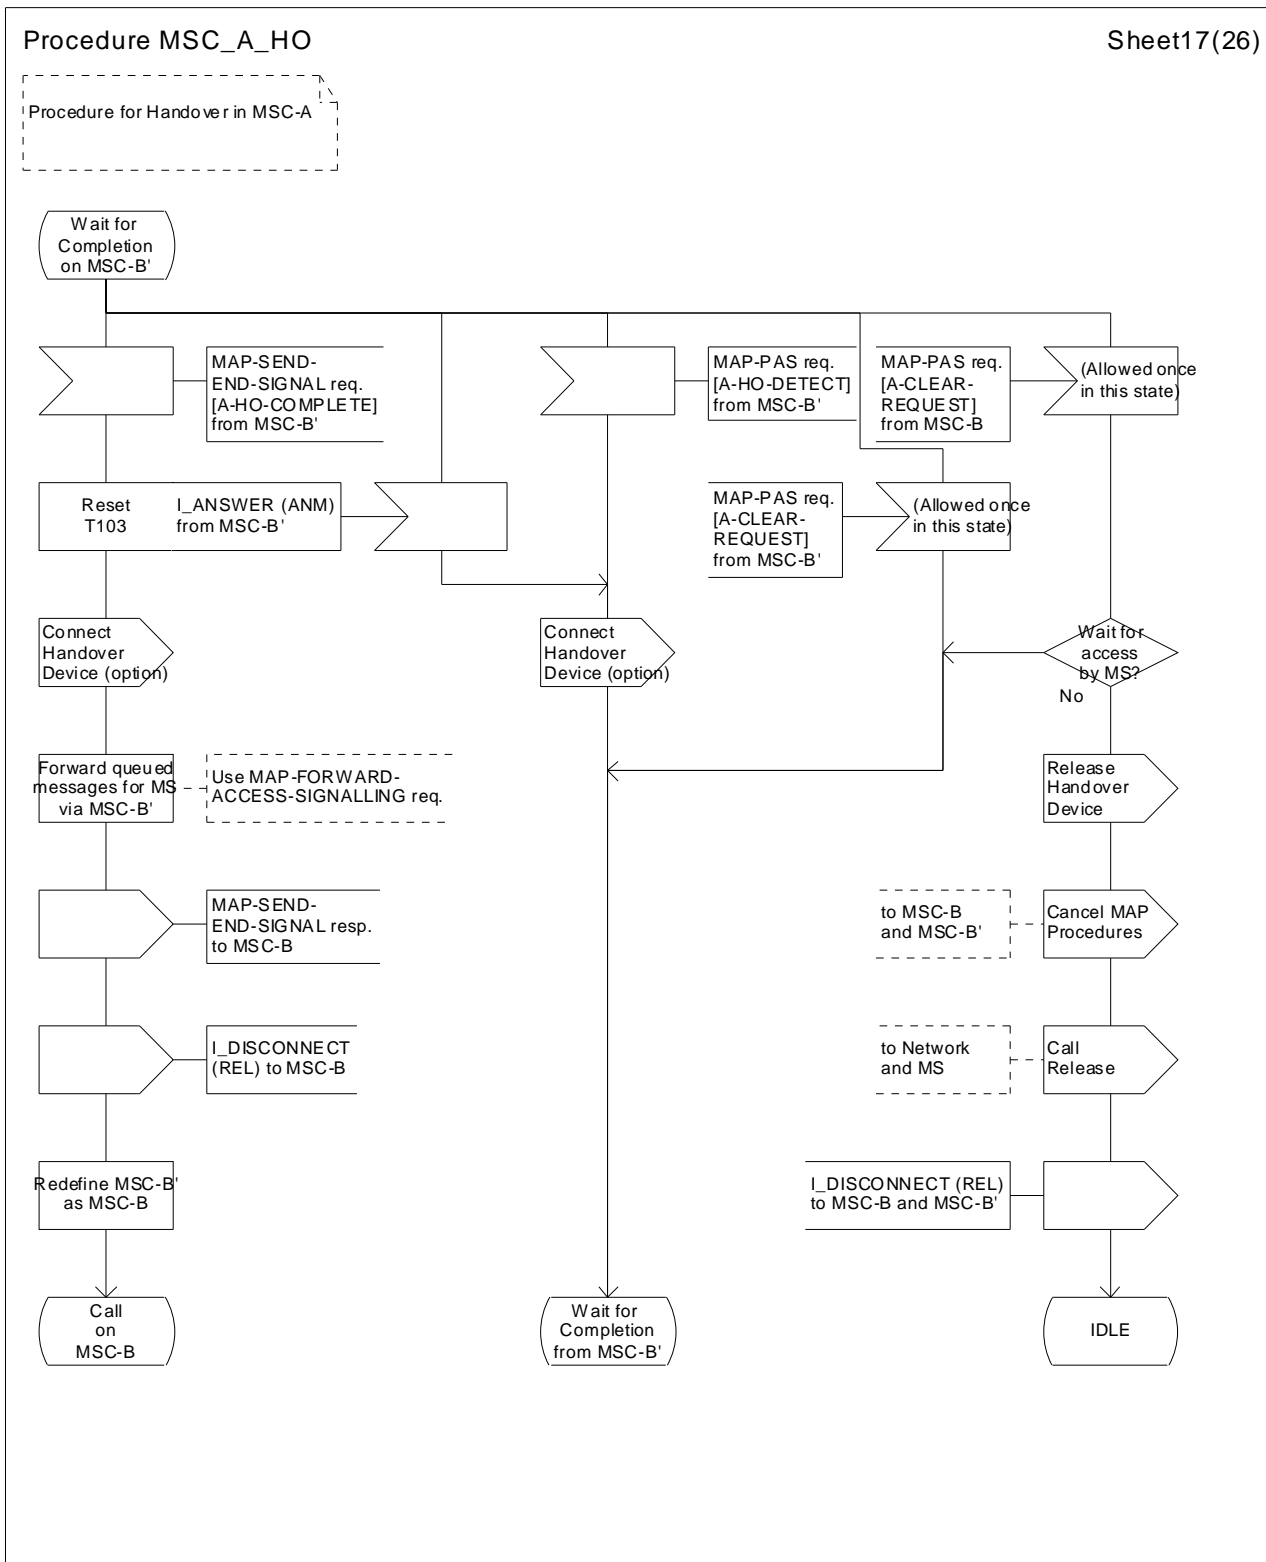 Procedure MSC_A_HO
Sheet17(26)
Procedure for Handover in MSC-A
Wait for
Completion
on MSC-B'
MAP-SEND-
END-SIGNAL req.
[A-HO-COMPLETE]
from MSC-B'
MAP-PAS req.
[A-HO-DETECT]
from MSC-B'
MAP-PAS req.
[A-CLEAR-
REQUEST]
from MSC-B
(Allowed once
in this state)
Reset
T103
I_ANSWER (ANM)
from MSC-B'
MAP-PAS req.
[A-CLEAR-
REQUEST]
from MSC-B'
(Allowed once
in this state)
Connect
Handover
Device (option)
Connect
Handover
Device (option)
Wait for
access
by MS?
No
Forward queued
messages for MS
via MSC-B'
Use MAP-FORWARD-
ACCESS-SIGNALLING req.
Release
Handover
Device
MAP-SEND-
END-SIGNAL resp.
to MSC-B
to MSC-B
and MSC-B'
Cancel MAP
Procedures
I_DISCONNECT
(REL) to MSC-B
to Network
and MS
Call
Release
Redefine MSC-B'
as MSC-B
I_DISCONNECT (REL)
to MSC-B and MSC-B'
Call
on
MSC-B
Wait for
Completion
from MSC-B'
IDLE